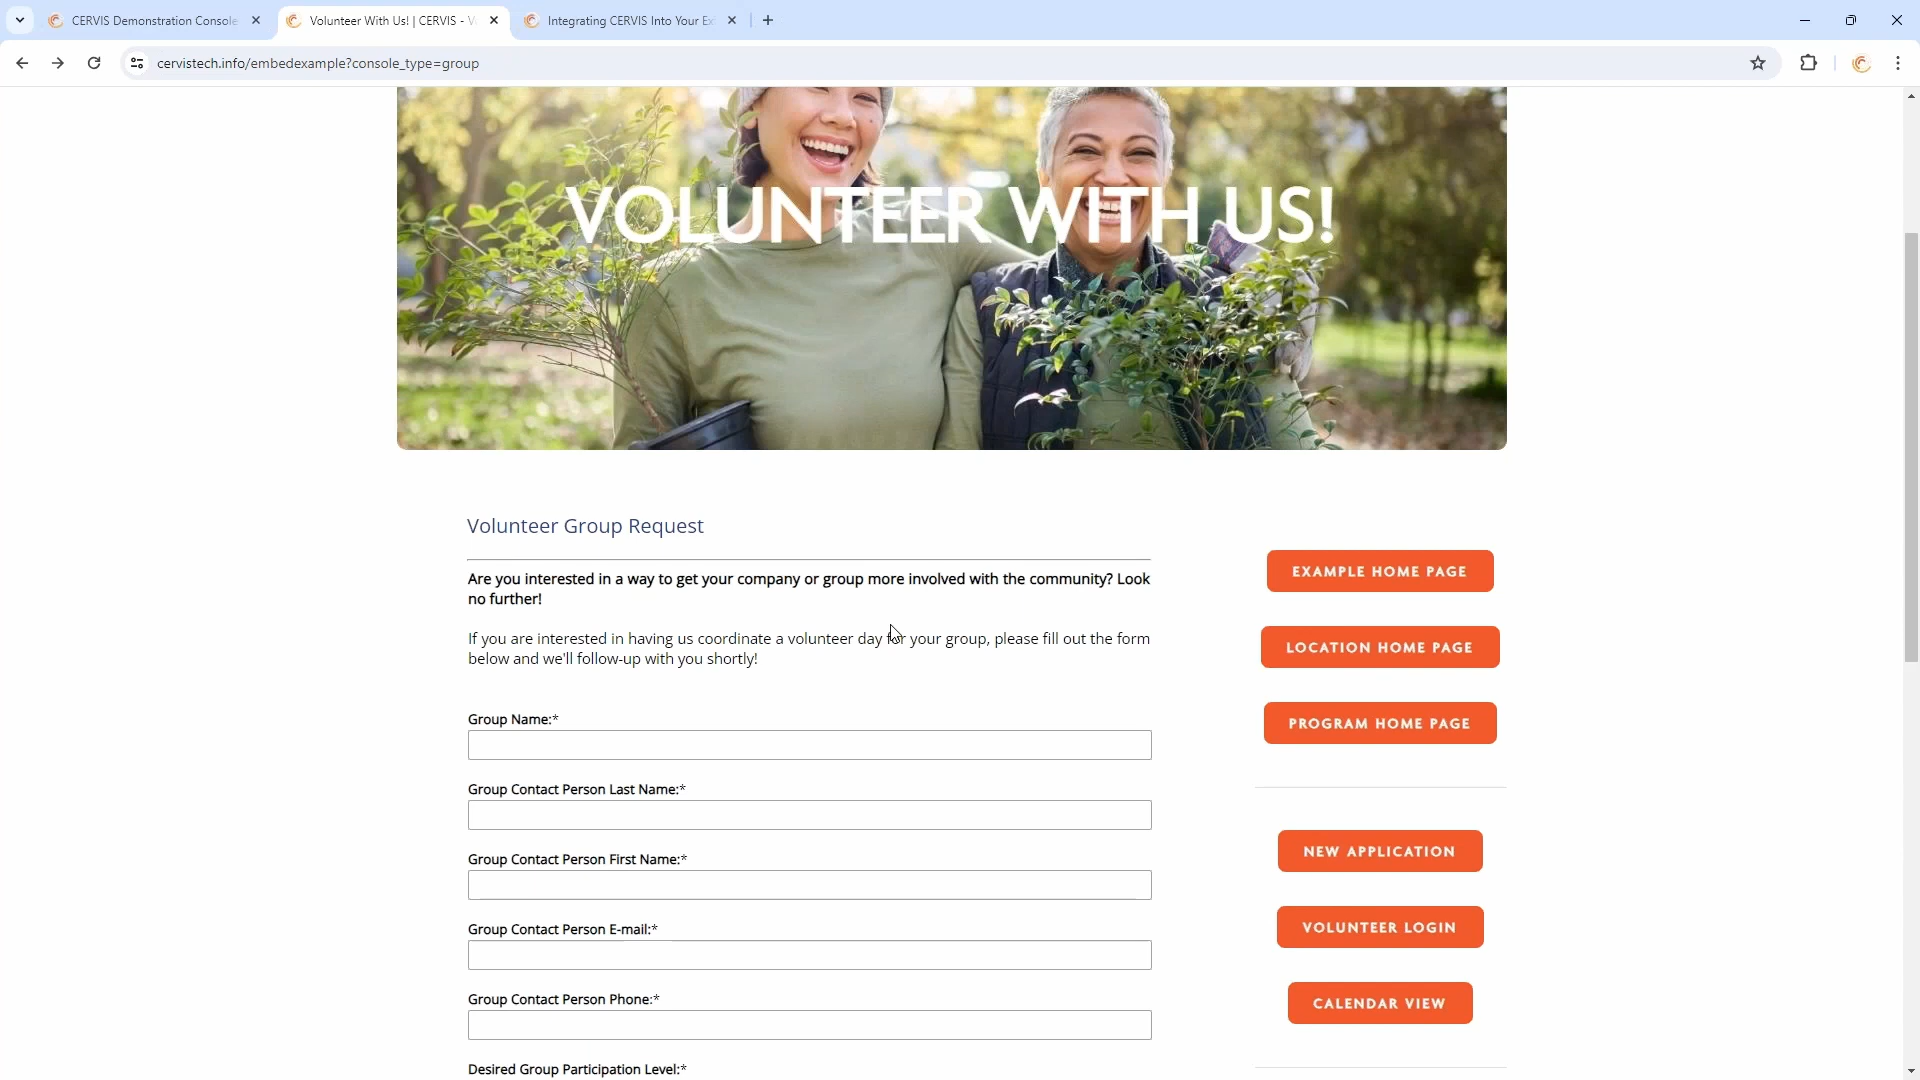 CERVIS Demonstration Console
Volunteer With Us! | CERVIS - V
Integrating CERVIS Into Your Ex
cervistech.info/embedexample?console_type=group
VOLUNTEER WITH US!
Volunteer Group Request
Are you interested in a way to get your company or group more involved with the community? Look
no further!
If you are interested in having us coordinate a volunteer day for your group, please fill out the form
below and we'll follow-up with you shortly!
Group Name:*
Group Contact Person Last Name:*
Group Contact Person First Name:*
Group Contact Person E-mail:*
Group Contact Person Phone:*
Desired Group Participation Level:*
EXAMPLE HOME PAGE
LOCATION HOME PAGE
PROGRAM HOME PAGE
NEW APPLICATION
VOLUNTEER LOGIN
CALENDAR VIEW